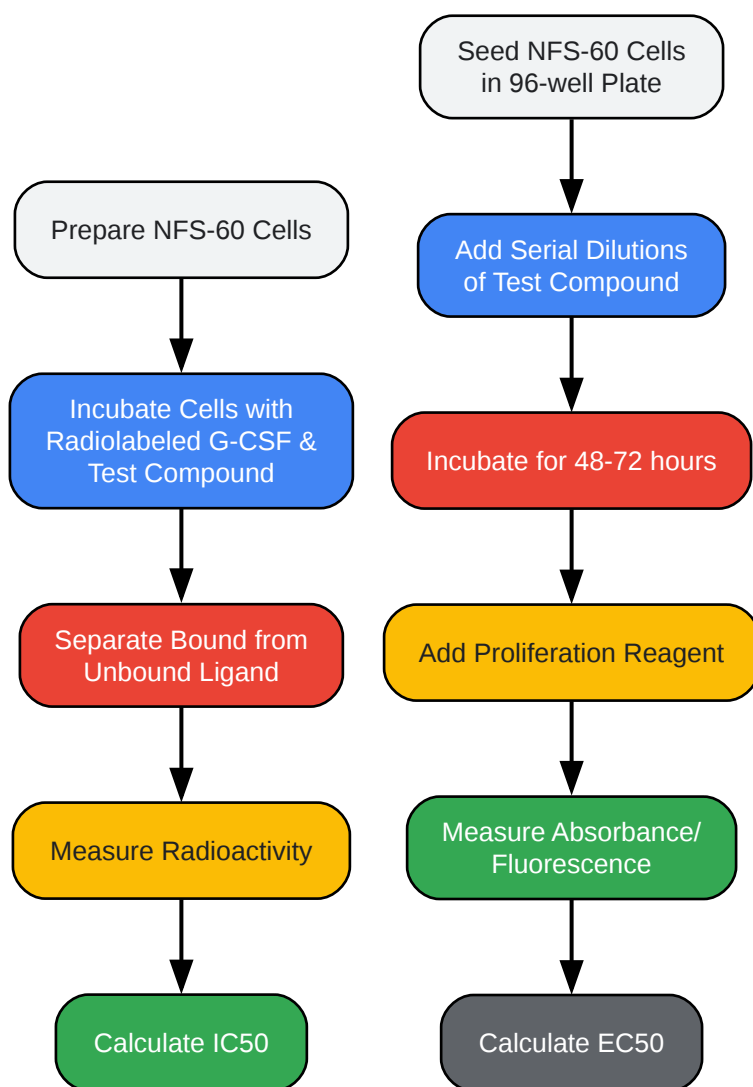 Prepare NFS-60 Cells
Incubate Cells with
Radiolabeled G-CSF &
Test Compound
Separate Bound from
Unbound Ligand
Measure Radioactivity
Calculate IC50
Seed NFS-60 Cells
in 96-well Plate
Add Serial Dilutions
of Test Compound
Incubate for 48-72 hours
Add Proliferation Reagent
Measure Absorbance/
Fluorescence
Calculate EC50